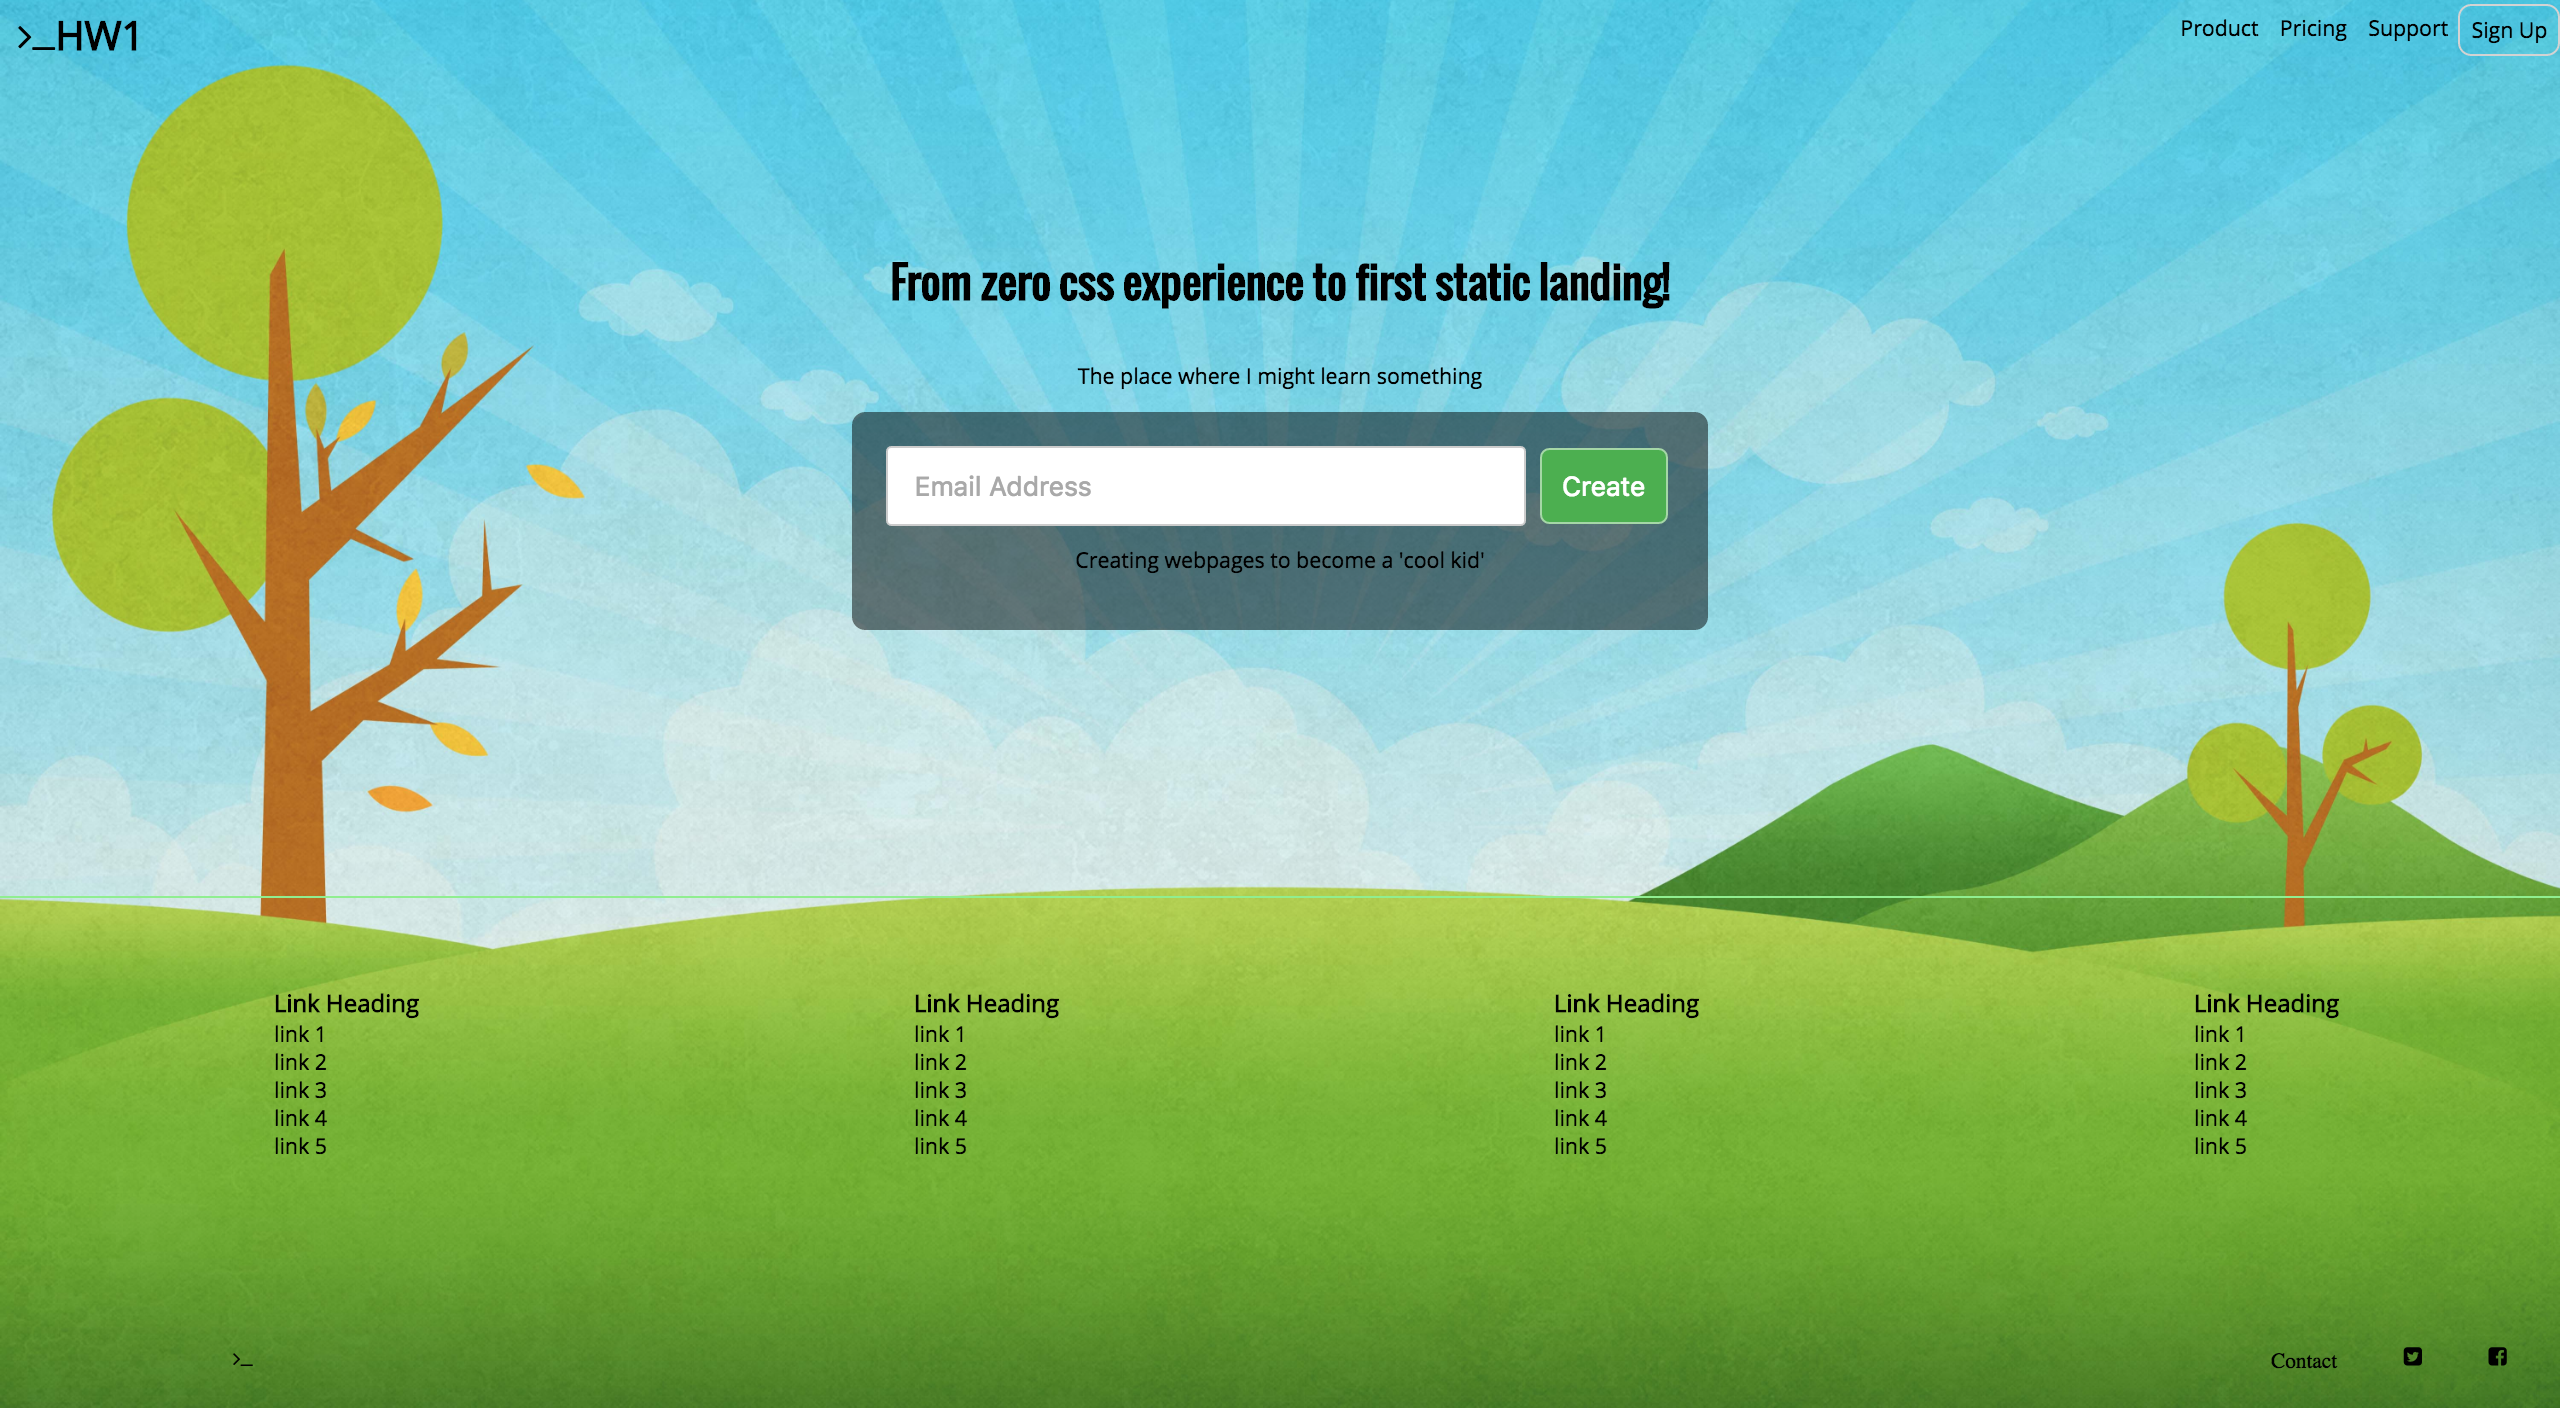 >_HW1
Product Pricing Support Sign Up
From zero css experience to first static landing!
The place where I might learn something
Email Address Create
Creating webpages to become a 'cool kid'
Link Heading
link 1
link 2
link 3
link 4
link 5
Link Heading
link 1
link 2
link 3
link 4
link 5
Link Heading
link 1
link 2
link 3
link 4
link 5
Link Heading
link 1
link 2
link 3
link 4
link 5
>_
Contact